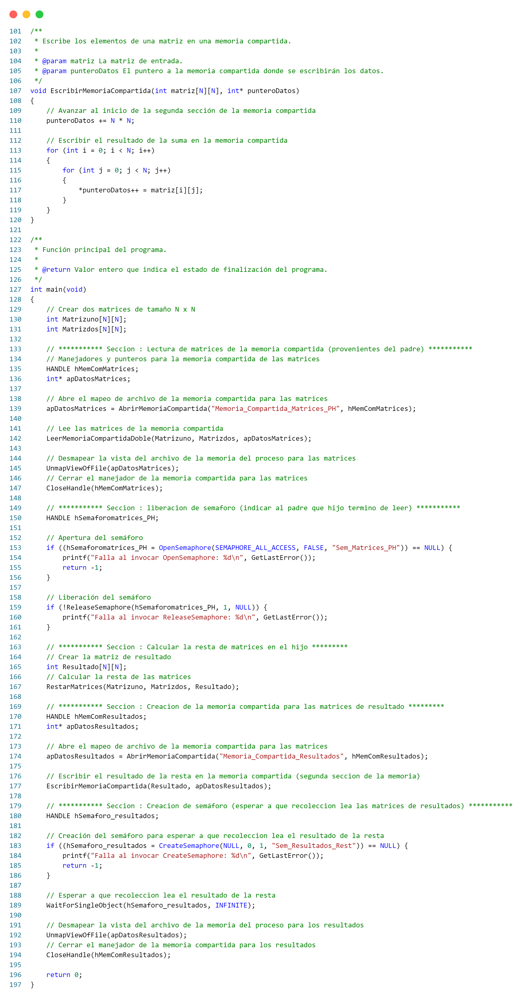 101 /**
102  * Escribe los elementos de una matriz en una memoria compartida.
103  *
104  * @param matriz La matriz de entrada.
105  * @param punteroDatos El puntero a la memoria compartida donde se escribirán los datos.
106  */
107 void EscribirMemoriaCompartida(int matriz[N][N], int* punteroDatos)
108 {
109     // Avanzar al inicio de la segunda sección de la memoria compartida
110     punteroDatos += N * N;
111
112     // Escribir el resultado de la suma en la memoria compartida
113     for (int i = 0; i < N; i++)
114     {
115         for (int j = 0; j < N; j++)
116         {
117             *punteroDatos++ = matriz[i][j];
118         }
119     }
120 }
121
122 /**
123  * Función principal del programa.
124  *
125  * @return Valor entero que indica el estado de finalización del programa.
126  */
127 int main(void)
128 {
129     // Crear dos matrices de tamaño N x N
130     int Matrizuno[N][N];
131     int Matrizdos[N][N];
132
133     // *********** Seccion : Lectura de matrices de la memoria compartida (provenientes del padre) ***********
134     // Manejadores y punteros para la memoria compartida de las matrices
135     HANDLE hMemComMatrices;
136     int* apDatosMatrices;
137
138     // Abre el mapeo de archivo de la memoria compartida para las matrices
139     apDatosMatrices = AbrirMemoriaCompartida("Memoria_Compartida_Matrices_PH", hMemComMatrices);
140
141     // Lee las matrices de la memoria compartida
142     LeerMemoriaCompartidaDoble(Matrizuno, Matrizdos, apDatosMatrices);
143
144     // Desmapear la vista del archivo de la memoria del proceso para las matrices
145     UnmapViewOfFile(apDatosMatrices);
146     // Cerrar el manejador de la memoria compartida para las matrices
147     CloseHandle(hMemComMatrices);
148
149     // *********** Seccion : liberacion de semaforo (indicar al padre que hijo termino de leer) ***********
150     HANDLE hSemaforomatrices_PH;
151
152     // Apertura del semáforo
153     if ((hSemaforomatrices_PH = OpenSemaphore(SEMAPHORE_ALL_ACCESS, FALSE, "Sem_Matrices_PH")) == NULL) {
154         printf("Falla al invocar OpenSemaphore: %d\n", GetLastError());
155         return -1;
156     }
157
158     // Liberación del semáforo
159     if (!ReleaseSemaphore(hSemaforomatrices_PH, 1, NULL)) {
160         printf("Falla al invocar ReleaseSemaphore: %d\n", GetLastError());
161     }
162
163     // *********** Seccion : Calcular la resta de matrices en el hijo *********
164     // Crear la matriz de resultado
165     int Resultado[N][N];
166     // Calcular la resta de las matrices
167     RestarMatrices(Matrizuno, Matrizdos, Resultado);
168
169     // *********** Seccion : Creacion de la memoria compartida para las matrices de resultado *********
170     HANDLE hMemComResultados;
171     int* apDatosResultados;
172
173     // Abre el mapeo de archivo de la memoria compartida para las matrices
174     apDatosResultados = AbrirMemoriaCompartida("Memoria_Compartida_Resultados", hMemComResultados);
175
176     // Escribir el resultado de la resta en la memoria compartida (segunda seccion de la memoria)
177     EscribirMemoriaCompartida(Resultado, apDatosResultados);
178
179     // *********** Seccion : Creacion de semáforo (esperar a que recoleccion lea las matrices de resultados) ***********
180     HANDLE hSemaforo_resultados;
181
182     // Creación del semáforo para esperar a que recoleccion lea el resultado de la resta
183     if ((hSemaforo_resultados = CreateSemaphore(NULL, 0, 1, "Sem_Resultados_Rest")) == NULL) {
184         printf("Falla al invocar CreateSemaphore: %d\n", GetLastError());
185         return -1;
186     }
187
188     // Esperar a que recoleccion lea el resultado de la resta
189     WaitForSingleObject(hSemaforo_resultados, INFINITE);
190
191     // Desmapear la vista del archivo de la memoria del proceso para los resultados
192     UnmapViewOfFile(apDatosResultados);
193     // Cerrar el manejador de la memoria compartida para los resultados
194     CloseHandle(hMemComResultados);
195
196     return 0;
197 }